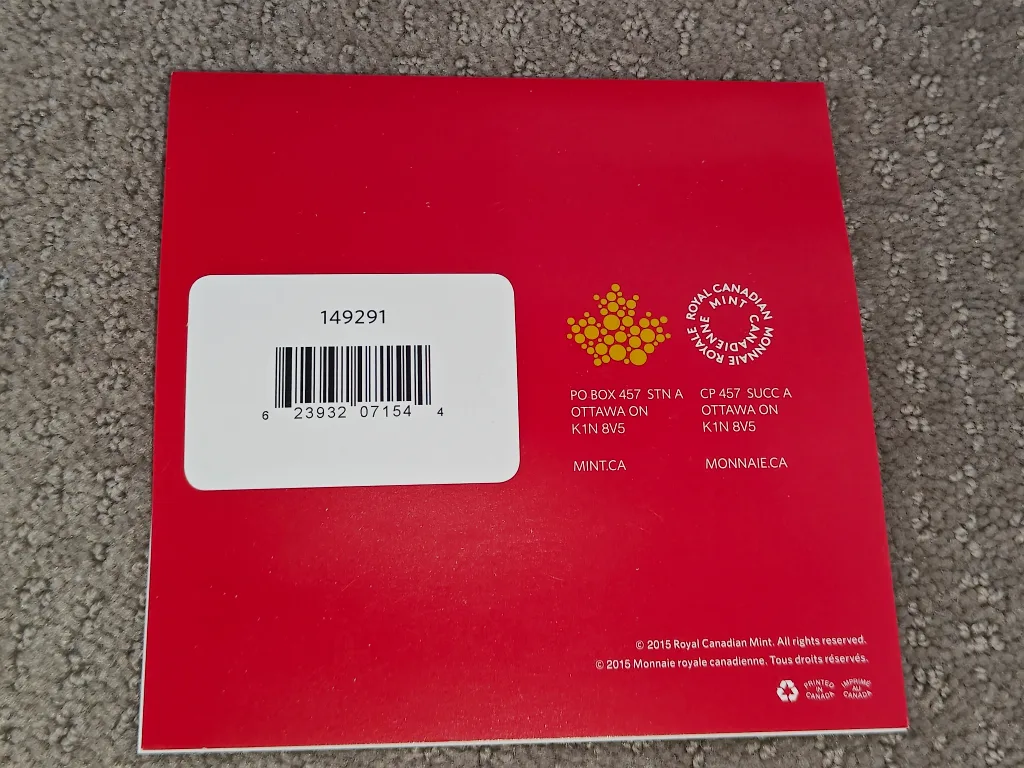 149291
6 23932 07154 4
ROYAL CANADIAN MINT
MONNAIE ROYALE CANADIENNE
PO BOX 457 STN A
OTTAWA ON
K1N 8V5
MINT.CA
CP 457 SUCC A
OTTAWA ON
K1N 8V5
MONNAIE.CA
© 2015 Royal Canadian Mint. All rights reserved.
© 2015 Monnaie royale canadienne. Tous droits réservés.
PRINTED
IN
CANADA
IMPRIMÉ
AU
CANADA